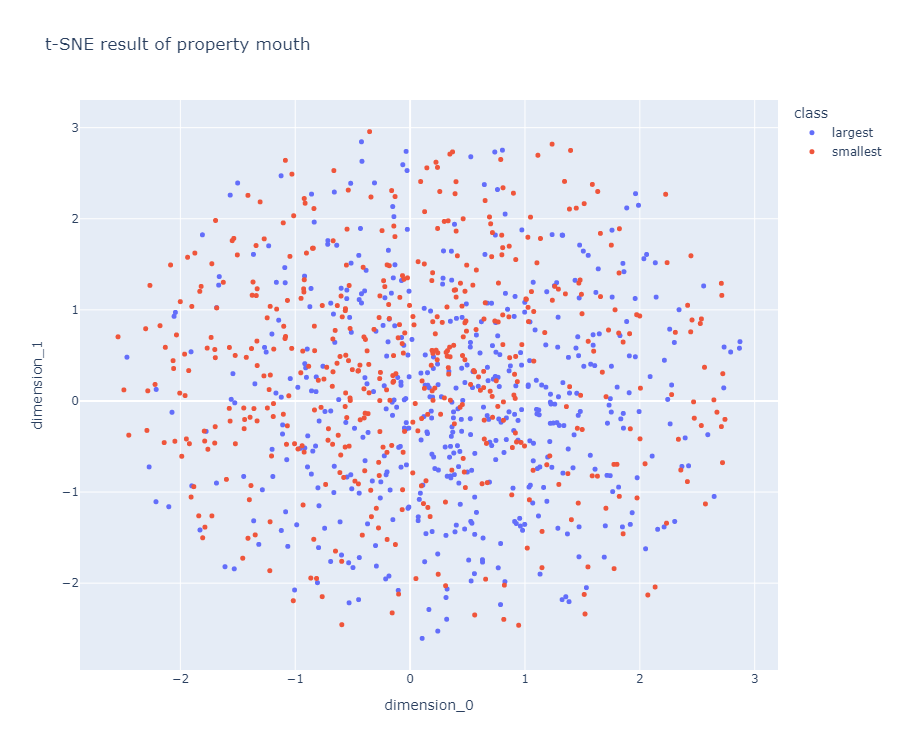 t-SNE result of property mouth
class
largest
smallest
3
2
1
0
−1
−2
dimension_1
−2
−1
0
1
2
3
dimension_0